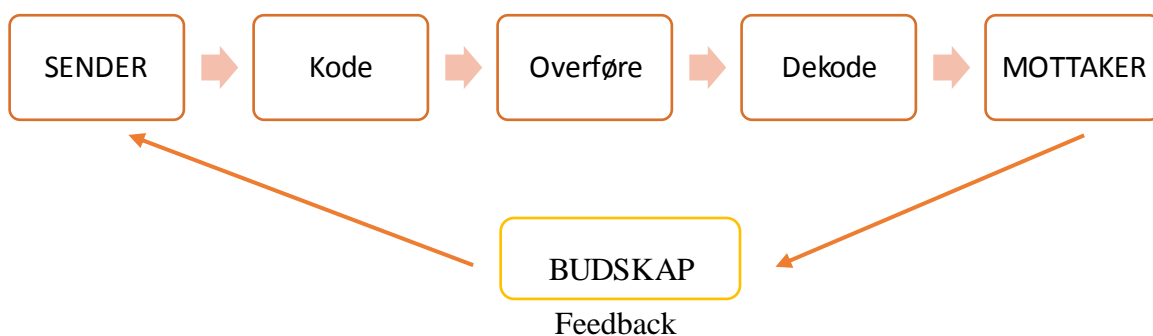 SENDER
Kode
Overføre
Dekode
MOTTAKER
BUDSKAP
Feedback